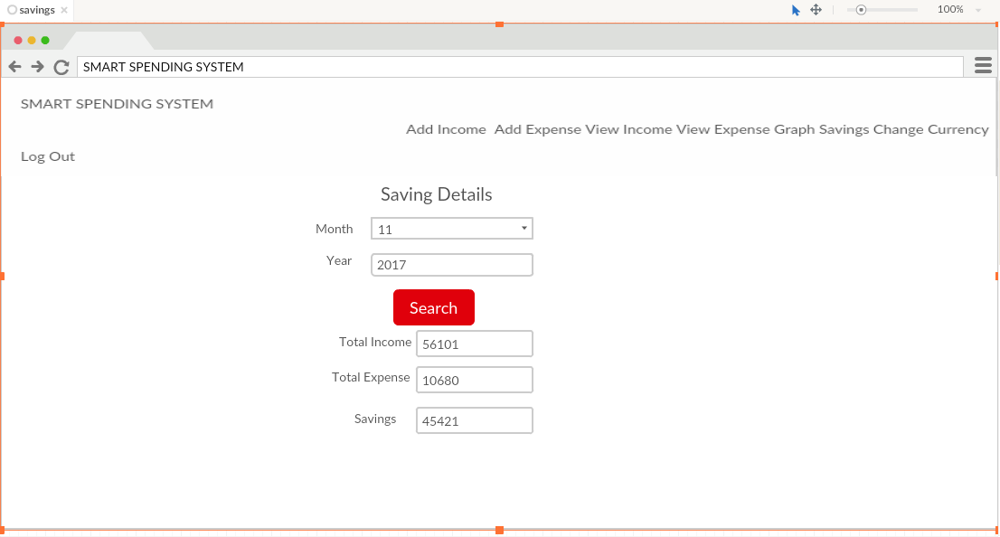 savings
100%
SMART SPENDING SYSTEM
SMART SPENDING SYSTEM
Add Income Add Expense View Income View Expense Graph Savings Change Currency
Log Out
Saving Details
Month 11
Year 2017
Search
Total Income 56101
Total Expense 10680
Savings 45421